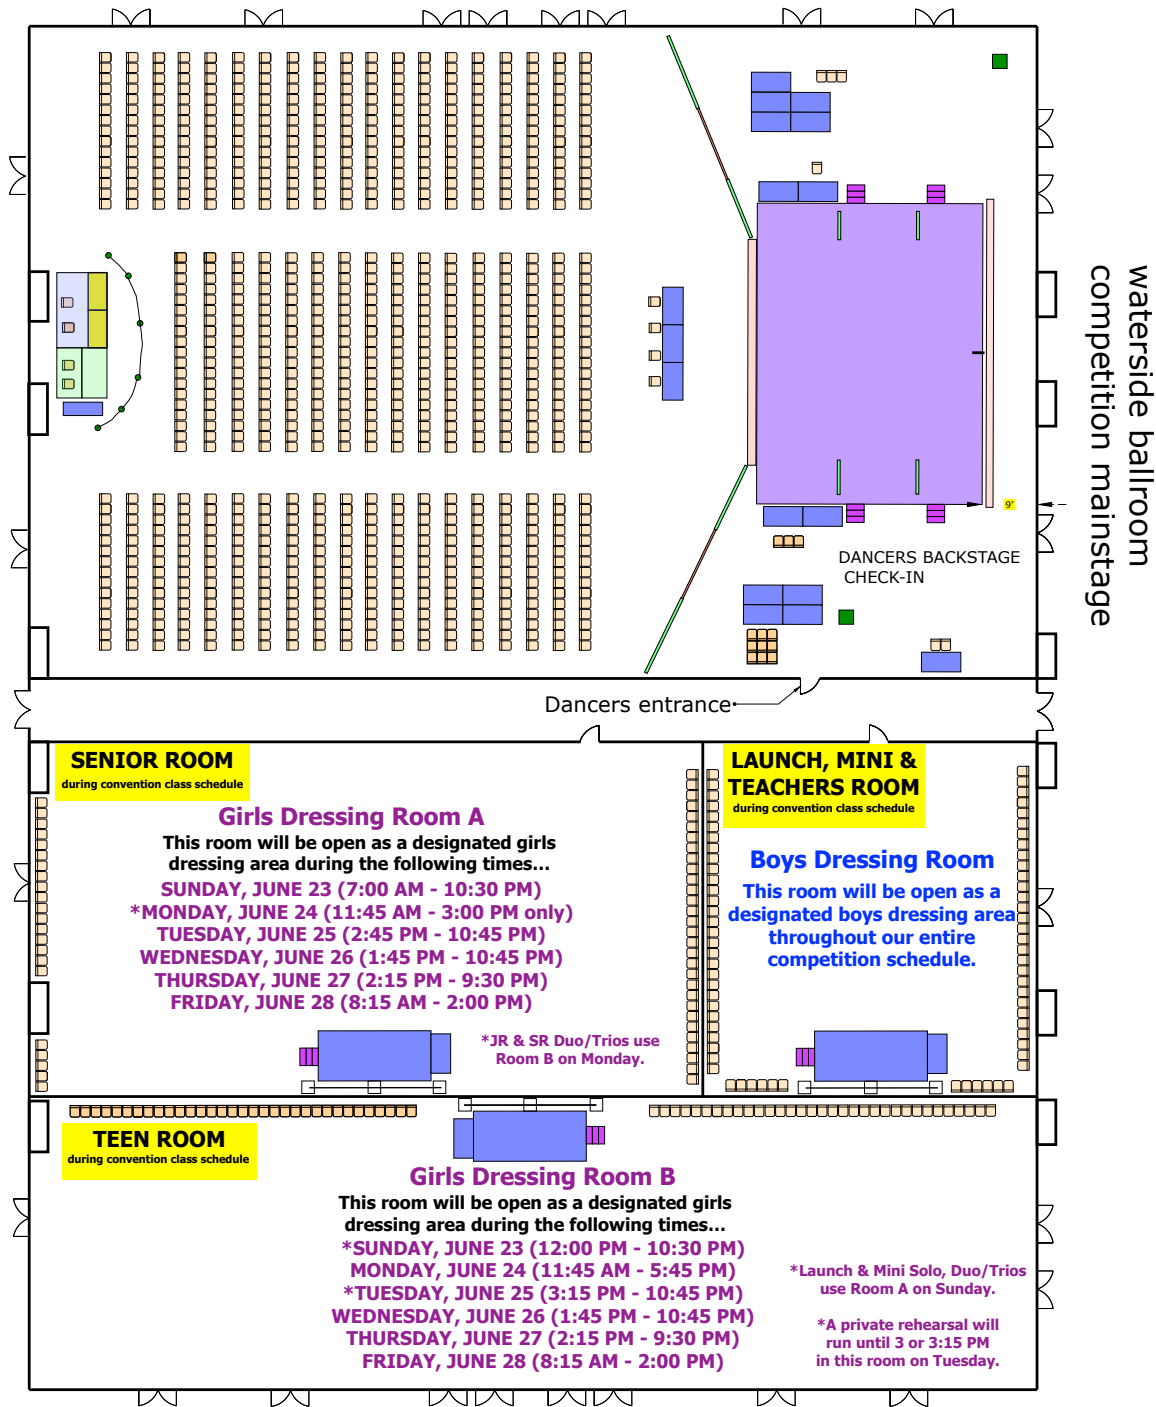 waterside ballroom
competition mainstage
9'
DANCERS BACKSTAGE
CHECK-IN
Dancers entrance
SENIOR ROOM
during convention class schedule
Girls Dressing Room A
This room will be open as a designated girls
dressing area during the following times...
SUNDAY, JUNE 23 (7:00 AM - 10:30 PM)
*MONDAY, JUNE 24 (11:45 AM - 3:00 PM only)
TUESDAY, JUNE 25 (2:45 PM - 10:45 PM)
WEDNESDAY, JUNE 26 (1:45 PM - 10:45 PM)
THURSDAY, JUNE 27 (2:15 PM - 9:30 PM)
FRIDAY, JUNE 28 (8:15 AM - 2:00 PM)
*JR & SR Duo/Trios use
Room B on Monday.
LAUNCH, MINI &
TEACHERS ROOM
during convention class schedule
Boys Dressing Room
This room will be open as a
designated boys dressing area
throughout our entire
competition schedule.
TEEN ROOM
during convention class schedule
Girls Dressing Room B
This room will be open as a designated girls
dressing area during the following times...
*SUNDAY, JUNE 23 (12:00 PM - 10:30 PM)
MONDAY, JUNE 24 (11:45 AM - 5:45 PM)
*TUESDAY, JUNE 25 (3:15 PM - 10:45 PM)
WEDNESDAY, JUNE 26 (1:45 PM - 10:45 PM)
THURSDAY, JUNE 27 (2:15 PM - 9:30 PM)
FRIDAY, JUNE 28 (8:15 AM - 2:00 PM)
*Launch & Mini Solo, Duo/Trios
use Room A on Sunday.
*A private rehearsal will
run until 3 or 3:15 PM
in this room on Tuesday.